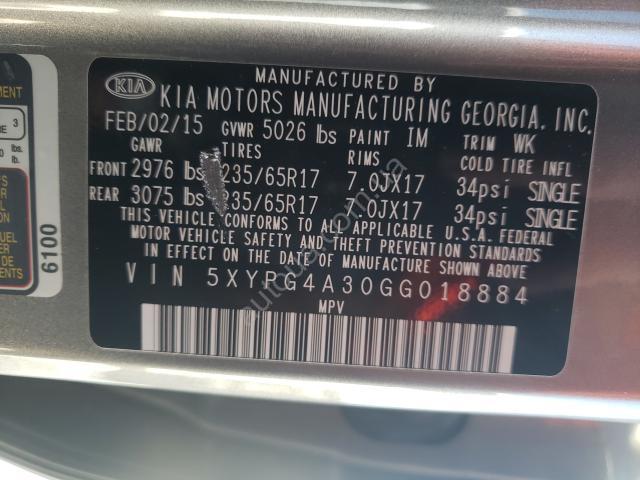 MANUFACTURED BY
KIA KIA MOTORS MANUFACTURING GEORGIA, INC.
FEB/02/15 GVWR 5026 lbs PAINT IM TRIM WK
GAWR TIRES RIMS COLD TIRE INFL
FRONT 2976 lbs 235/65R17 7.0JX17 34psi SINGLE
REAR 3075 lbs 235/65R17 7.0JX17 34psi SINGLE
THIS VEHICLE CONFORMS TO ALL APPLICABLE U.S.A. FEDERAL
MOTOR VEHICLE SAFETY AND THEFT PREVENTION STANDARDS
IN EFFECT ON THE DATE OF MANUFACTURE SHOWN ABOVE.
VIN 5XYPG4A30GG018884
MPV
6100
3